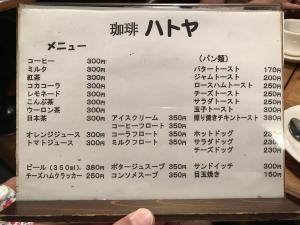 珈琲 ハトヤ
メニュー
コーヒー 300円
ミルク 300円
紅茶 300円
コカコーラ 300円
レモネード 300円
こんぶ茶 300円
ウーロン茶 300円
日本茶 300円
オレンジジュース 300円
トマトジュース 300円
ビール(350ml) 380円
チーズハムクラッカー 250円
アイスクリーム 350円
コーヒーフロート 350円
コーラフロート 350円
ミルクフロート 350円
ポタージュスープ 350円
コンソメスープ 350円
(パン類)
バタートースト 170円
ジャムトースト 200円
ロースハムトースト 250円
チーズトースト 250円
サラダトースト 250円
玉子トースト 250円
照り焼きチキントースト 380円
ホットドッグ 250円
サラダドッグ 250円
チーズドッグ 250円
サンドイッチ 300円
目玉焼き 150円